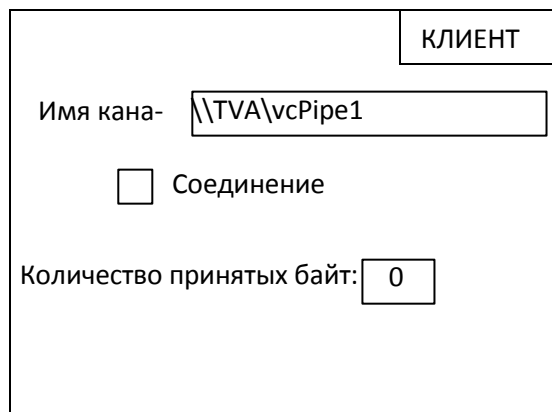 КЛИЕНТ
Имя кана- \\TVA\vcPipe1
Соединение
Количество принятых байт: 0